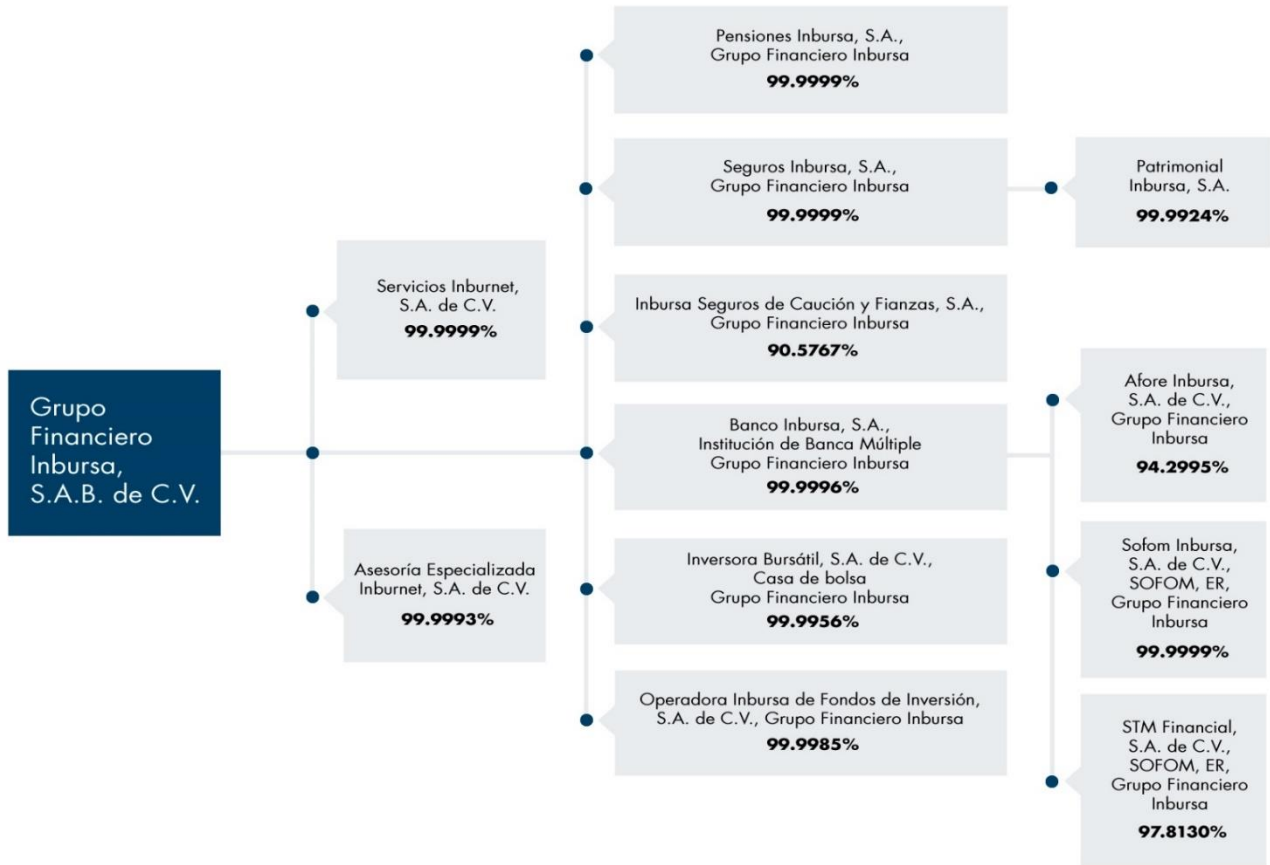 Grupo
Financiero
Inbursa,
S.A.B. de C.V.
Servicios Inburnet,
S.A. de C.V.
99.9999%
Asesoría Especializada
Inburnet, S.A. de C.V.
99.9993%
Pensiones Inbursa, S.A.,
Grupo Financiero Inbursa
99.9999%
Seguros Inbursa, S.A.,
Grupo Financiero Inbursa
99.9999%
Patrimonial
Inbursa, S.A.
99.9924%
Inbursa Seguros de Caución y Fianzas, S.A.,
Grupo Financiero Inbursa
90.5767%
Banco Inbursa, S.A.,
Institución de Banca Múltiple
Grupo Financiero Inbursa
99.9996%
Afore Inbursa,
S.A. de C.V.,
Grupo Financiero
Inbursa
94.2995%
Sofom Inbursa,
S.A. de C.V.,
SOFOM, ER,
Grupo Financiero
Inbursa
99.9999%
STM Financial,
S.A. de C.V.,
SOFOM, ER,
Grupo Financiero
Inbursa
97.8130%
Inversora Bursátil, S.A. de C.V.,
Casa de bolsa
Grupo Financiero Inbursa
99.9956%
Operadora Inbursa de Fondos de Inversión,
S.A. de C.V., Grupo Financiero Inbursa
99.9985%